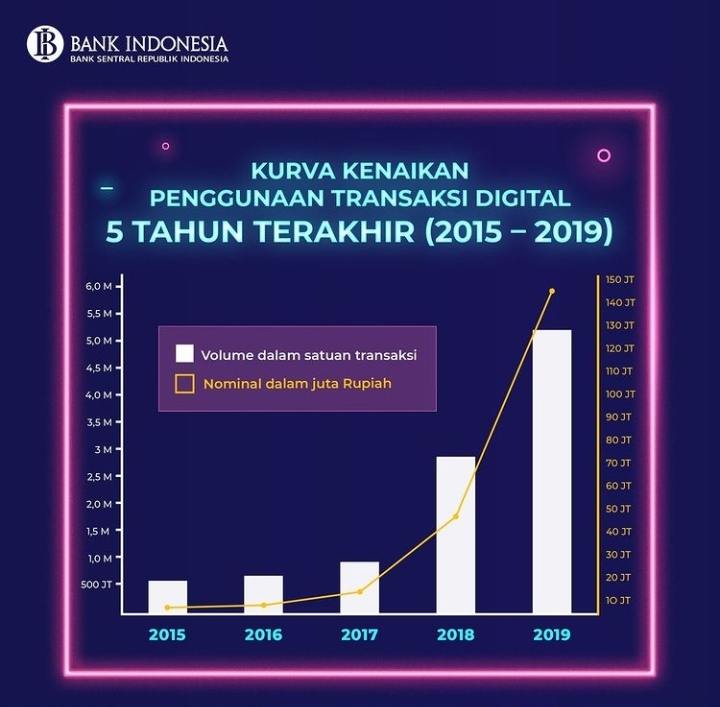 BANK INDONESIA
BANK SENTRAL REPUBLIK INDONESIA
KURVA KENAIKAN
PENGGUNAAN TRANSAKSI DIGITAL
5 TAHUN TERAKHIR (2015 – 2019)
6,0 M
5,5 M
5,0 M
4,5 M
4,0 M
3,5 M
3 M
2,5 M
2,0 M
1,5 M
1,0 M
500 JT
Volume dalam satuan transaksi
Nominal dalam juta Rupiah
150 JT
140 JT
130 JT
120 JT
110 JT
100 JT
90 JT
80 JT
70 JT
60 JT
50 JT
40 JT
30 JT
20 JT
10 JT
2015 2016 2017 2018 2019